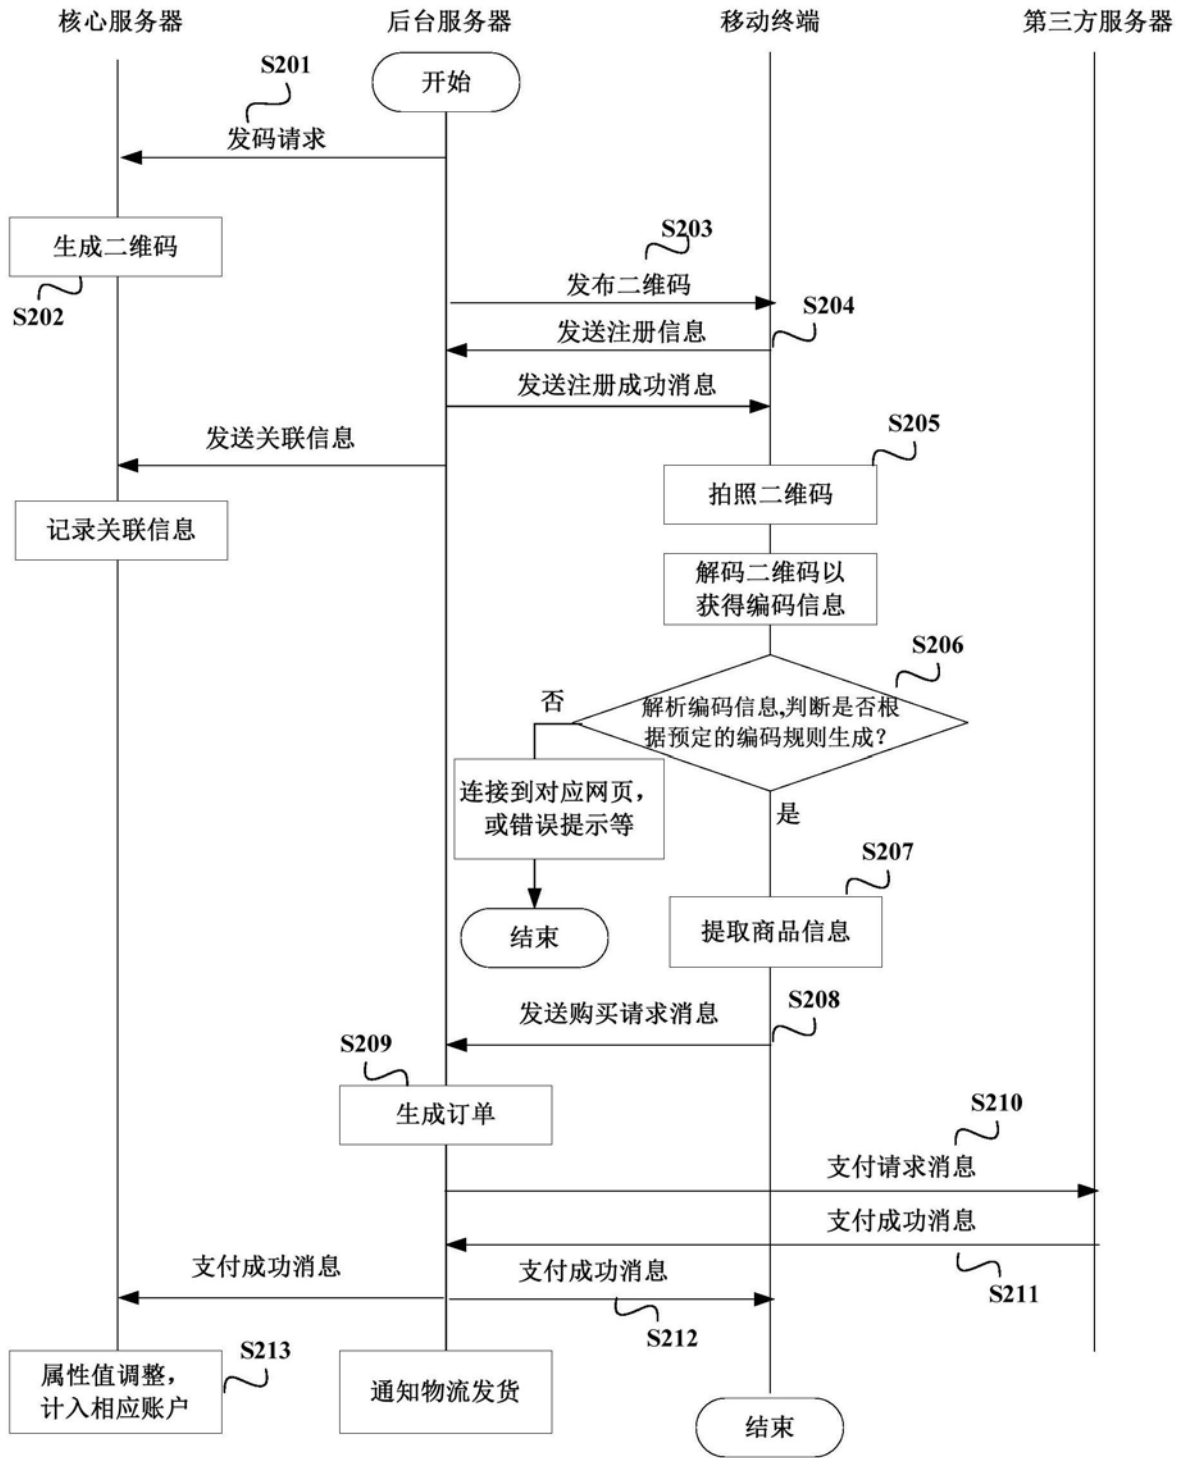 核心服务器
后台服务器
移动终端
第三方服务器
开始
S201
发码请求
生成二维码
S202
S203
发布二维码
S204
发送注册信息
发送注册成功消息
发送关联信息
S205
拍照二维码
记录关联信息
解码二维码以
获得编码信息
S206
解析编码信息,判断是否根
据预定的编码规则生成？
否
连接到对应网页，
或错误提示等
是
S207
结束
提取商品信息
S208
发送购买请求消息
S209
生成订单
S210
支付请求消息
支付成功消息
S211
支付成功消息
支付成功消息
S212
S213
属性值调整，
计入相应账户
通知物流发货
结束